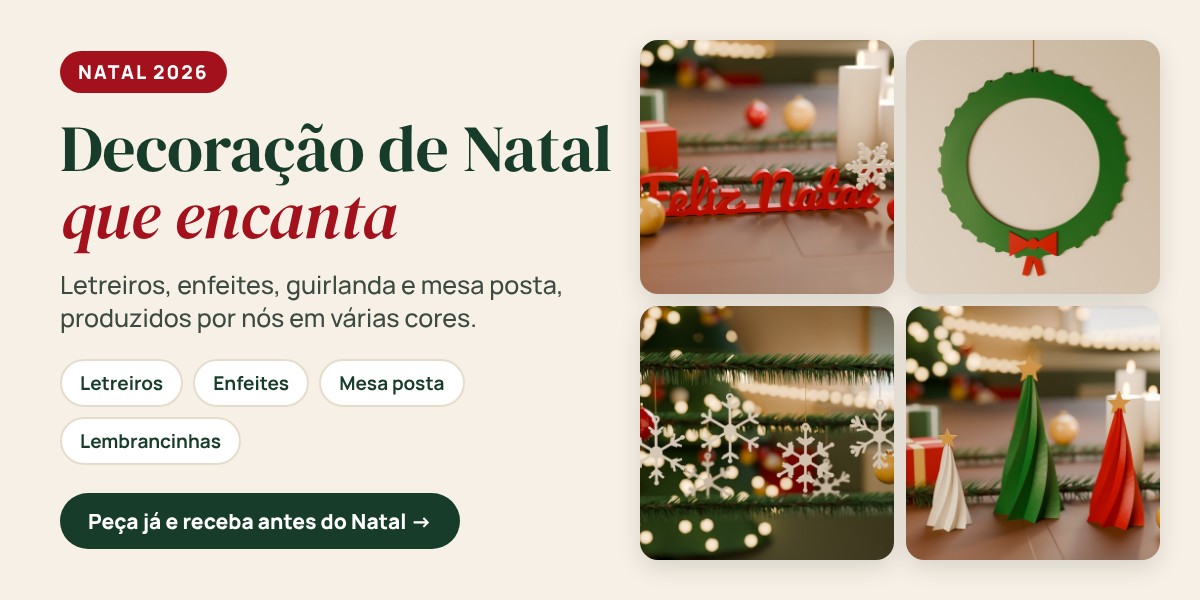 NATAL 2026
Decoração de Natal
que encanta
Letreiros, enfeites, guirlanda e mesa posta,
produzidos por nós em várias cores.
Letreiros
Enfeites
Mesa posta
Lembrancinhas
Peça já e receba antes do Natal →
Feliz Natal